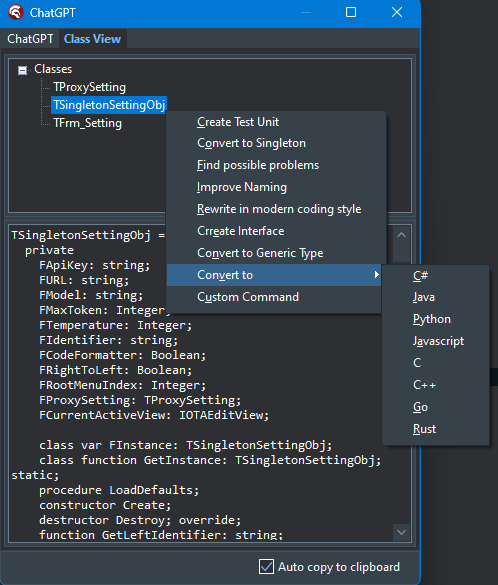 ChatGPT
ChatGPT Class View
Classes
TProxySetting
TSingletonSettingObj
TFrm_Setting
Create Test Unit
Convert to Singleton
Find possible problems
Improve Naming
Rewrite in modern coding style
Crreate Interface
Convert to Generic Type
Convert to
Custom Command
C#
Java
Python
Javascript
C
C++
Go
Rust
TSingletonSettingObj =
private
FApiKey: string;
FURL: string;
FModel: string;
FMaxToken: Integer;
FTemperature: Integer;
FIdentifier: string;
FCodeFormatter: Boolean;
FRightToLeft: Boolean;
FRootMenuIndex: Integer;
FProxySetting: TProxySetting;
FCurrentActiveView: IOTAEditView;
class var FInstance: TSingletonSettingObj;
class function GetInstance: TSingletonSettingObj;
static;
procedure LoadDefaults;
constructor Create;
destructor Destroy; override;
function GetLeftIdentifier: string;
Auto copy to clipboard